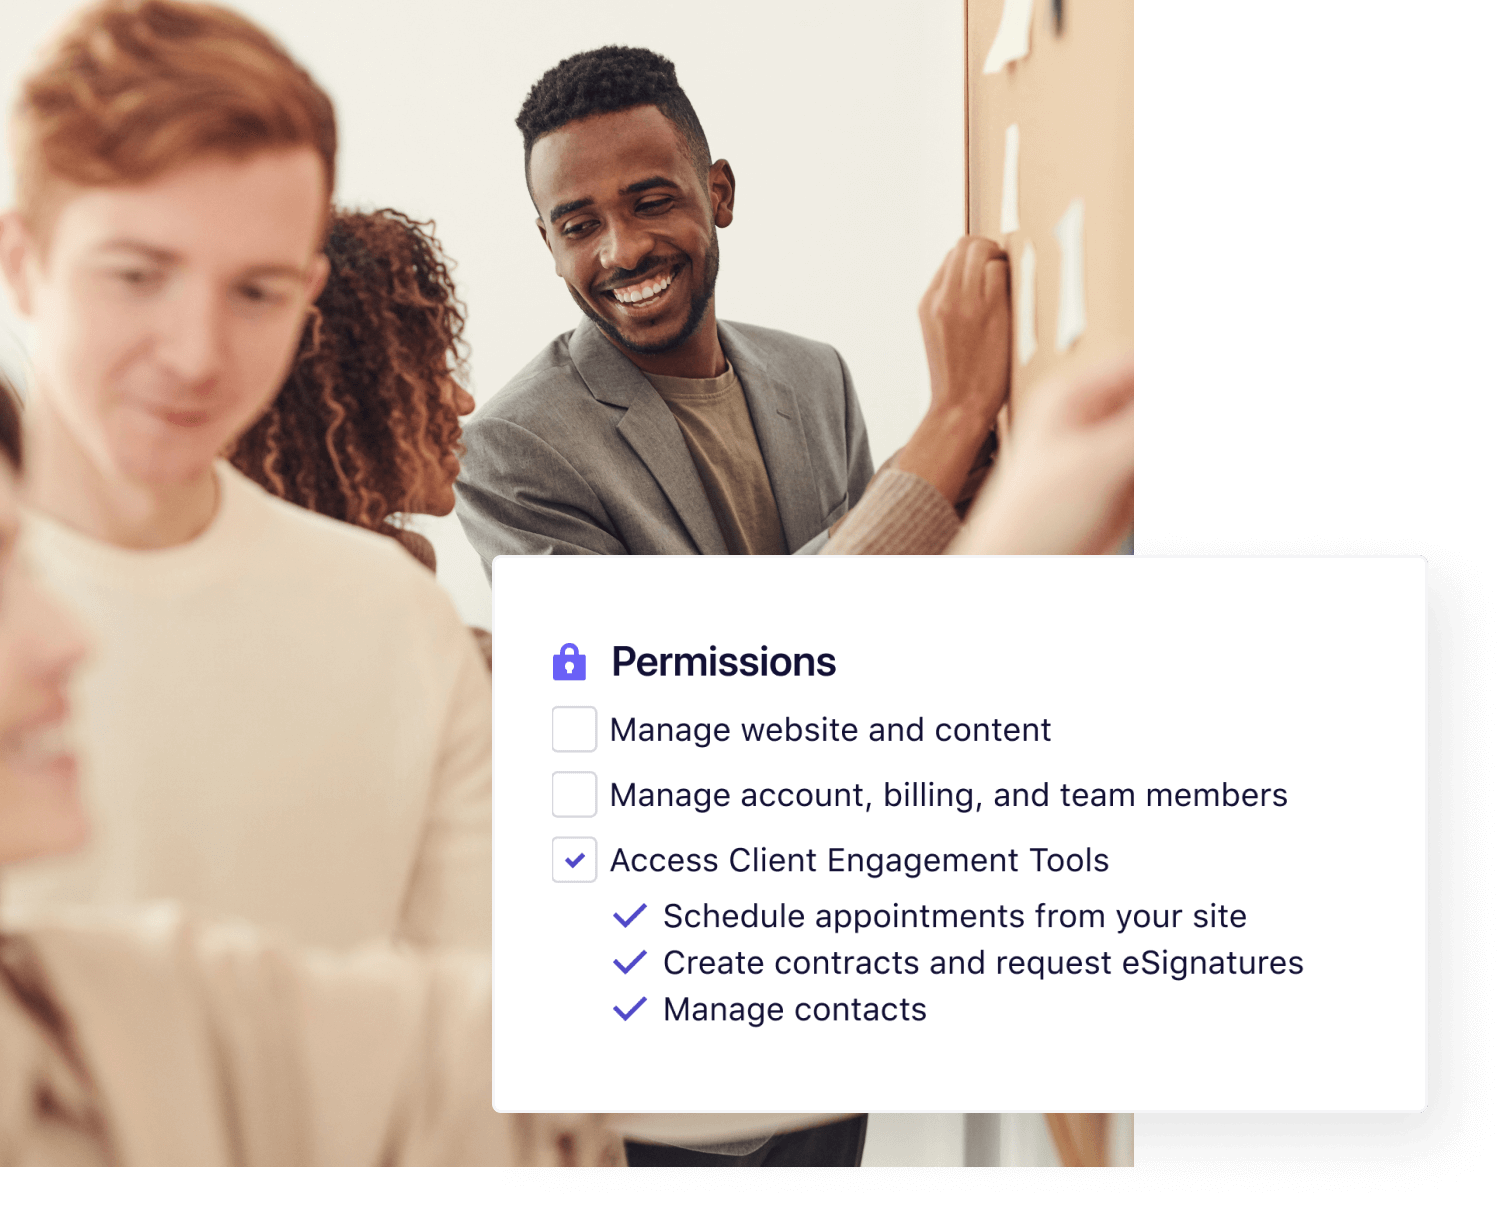 Permissions
Manage website and content
Manage account, billing, and team members
Access Client Engagement Tools
Schedule appointments from your site
Create contracts and request eSignatures
Manage contacts